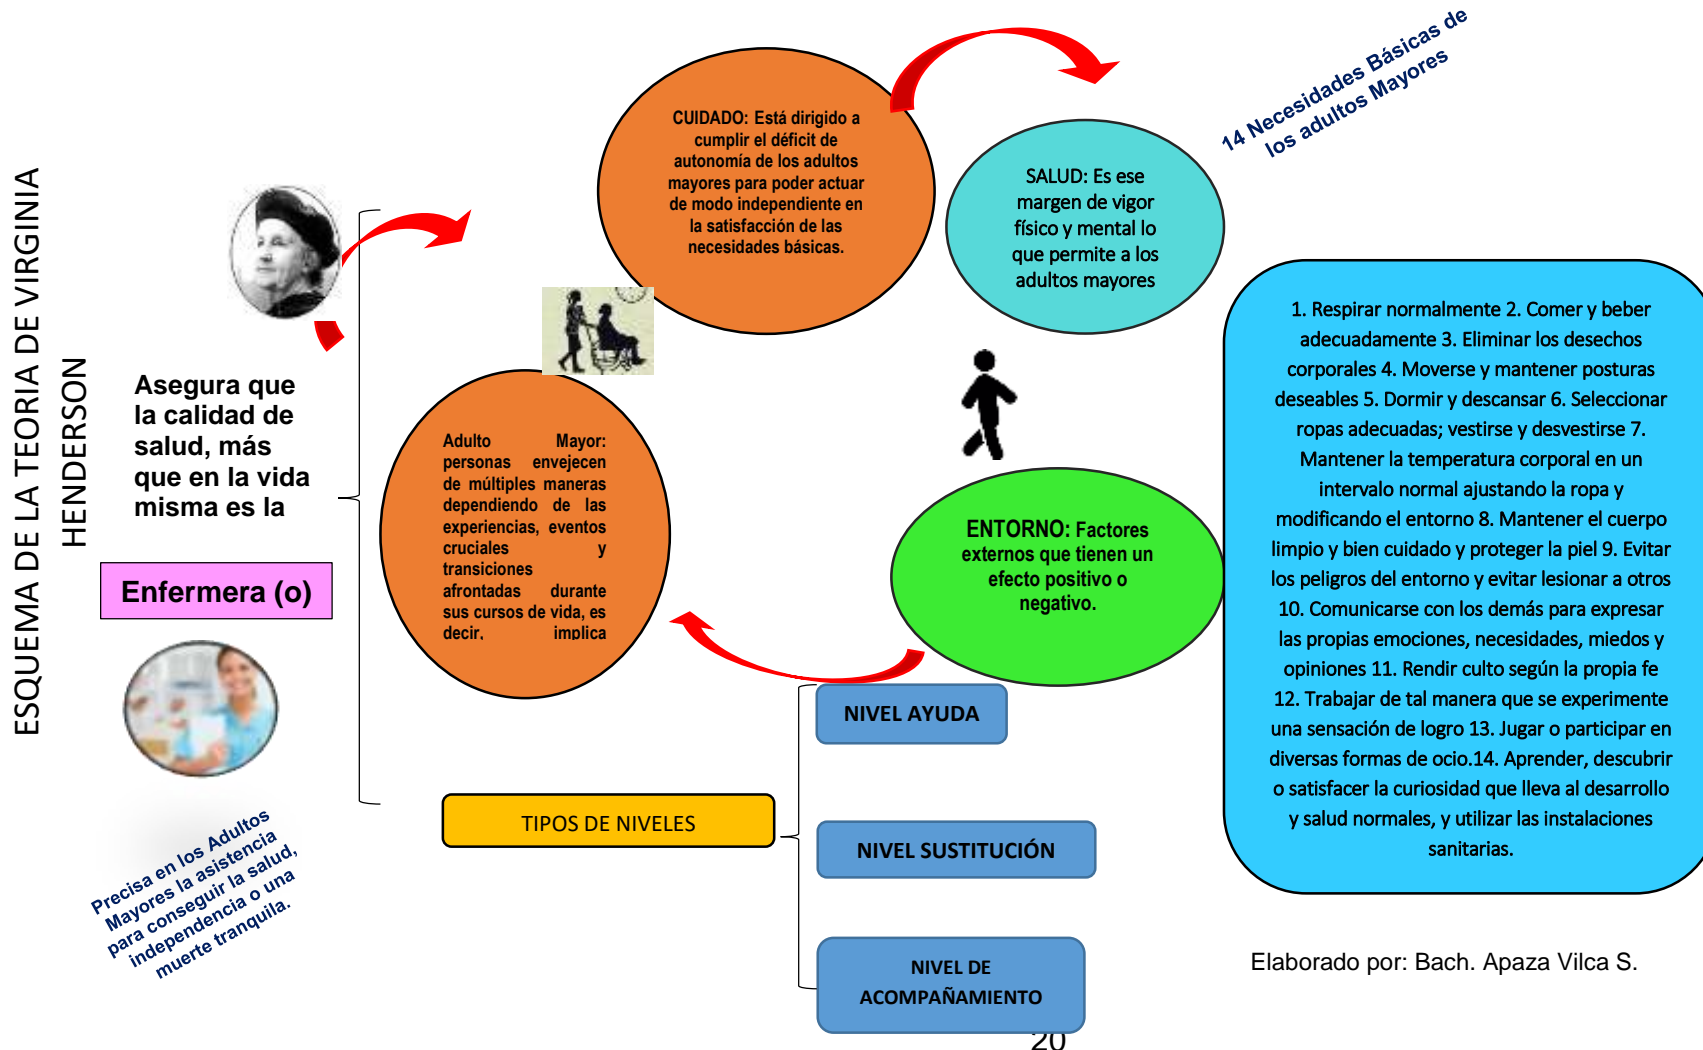 ESQUEMA DE LA TEORIA DE VIRGINIA
HENDERSON
Asegura que
la calidad de
salud, más
que en la vida
misma es la
Enfermera (o)
Precisa en los Adultos
Mayores la asistencia
para conseguir la salud,
independencia o una
muerte tranquila.
CUIDADO: Está dirigido a
cumplir el déficit de
autonomía de los adultos
mayores para poder actuar
de modo independiente en
la satisfacción de las
necesidades básicas.
SALUD: Es ese
margen de vigor
físico y mental lo
que permite a los
adultos mayores
14 Necesidades Básicas de
los adultos Mayores
Adulto Mayor:
personas envejecen
de múltiples maneras
dependiendo de las
experiencias, eventos
cruciales y
transiciones
afrontadas durante
sus cursos de vida, es
decir, implica
ENTORNO: Factores
externos que tienen un
efecto positivo o
negativo.
1. Respirar normalmente 2. Comer y beber
adecuadamente 3. Eliminar los desechos
corporales 4. Moverse y mantener posturas
deseables 5. Dormir y descansar 6. Seleccionar
ropas adecuadas; vestirse y desvestirse 7.
Mantener la temperatura corporal en un
intervalo normal ajustando la ropa y
modificando el entorno 8. Mantener el cuerpo
limpio y bien cuidado y proteger la piel 9. Evitar
los peligros del entorno y evitar lesionar a otros
10. Comunicarse con los demás para expresar
las propias emociones, necesidades, miedos y
opiniones 11. Rendir culto según la propia fe
12. Trabajar de tal manera que se experimente
una sensación de logro 13. Jugar o participar en
diversas formas de ocio.14. Aprender, descubrir
o satisfacer la curiosidad que lleva al desarrollo
y salud normales, y utilizar las instalaciones
sanitarias.
TIPOS DE NIVELES
NIVEL AYUDA
NIVEL SUSTITUCIÓN
NIVEL DE
ACOMPAÑAMIENTO
Elaborado por: Bach. Apaza Vilca S.
20